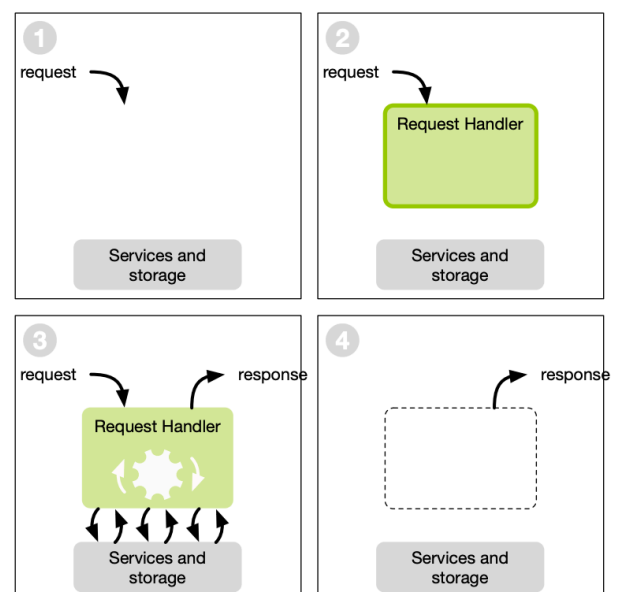 1
request
Services and
storage
2
request
Request Handler
Services and
storage
3
request
response
Request Handler
Services and
storage
4
response
Services and
storage